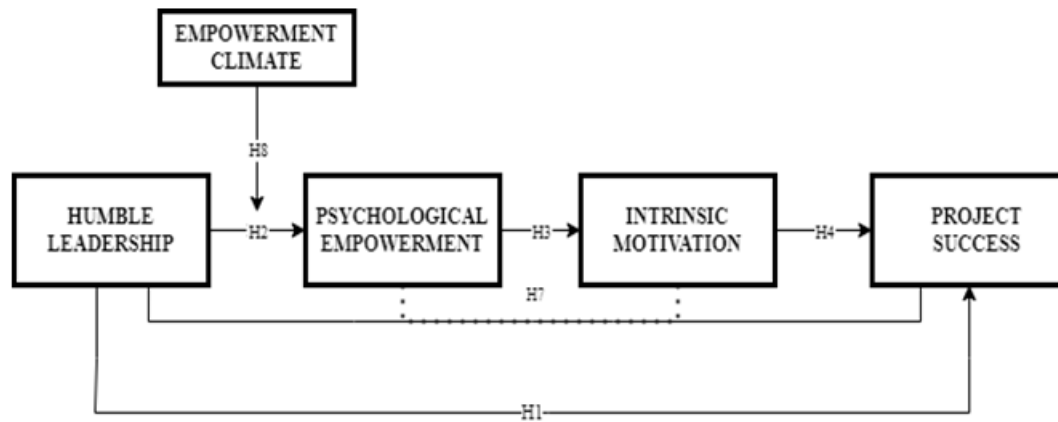 EMPOWERMENT
CLIMATE
H8
HUMBLE
LEADERSHIP
H2
PSYCHOLOGICAL
EMPOWERMENT
H3
INTRINSIC
MOTIVATION
H4
PROJECT
SUCCESS
H7
H1